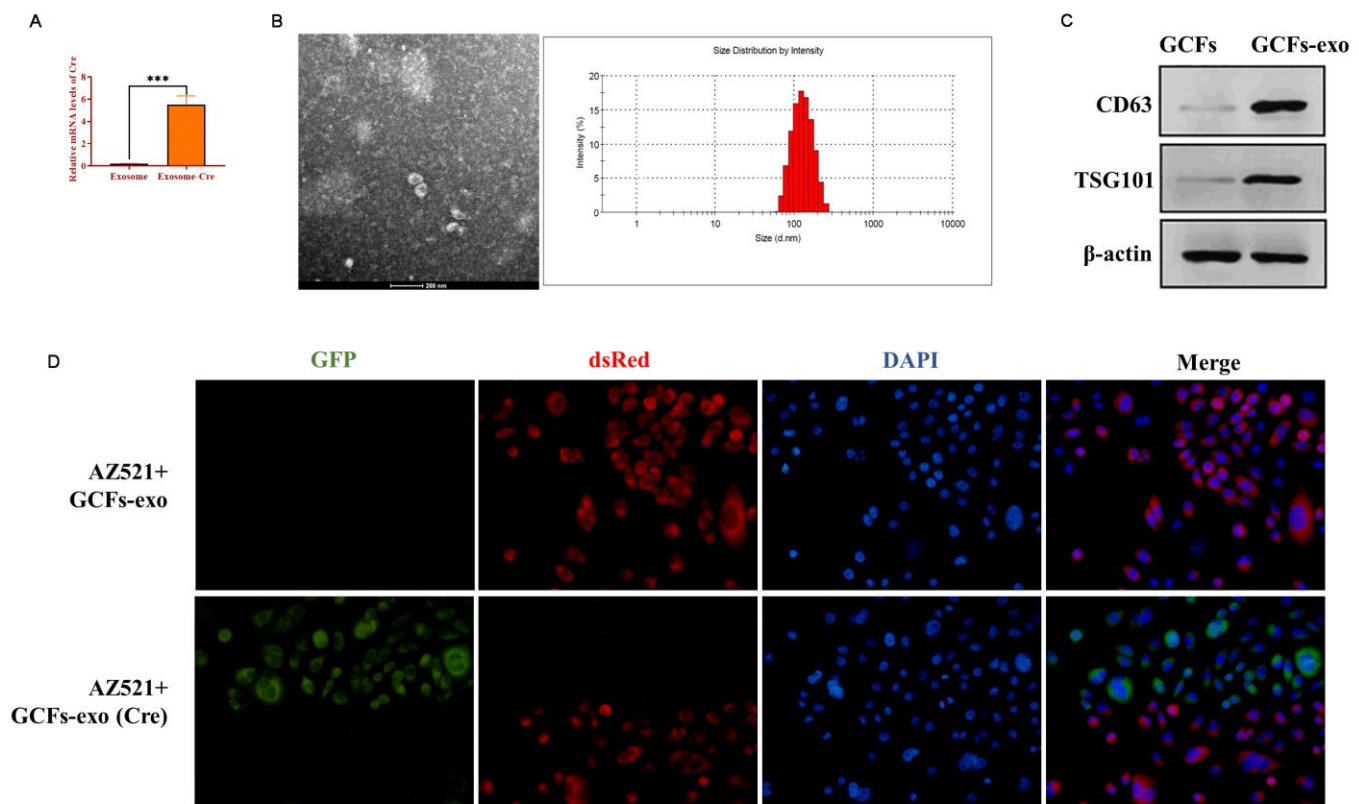 A
Relative mRNA levels of Cre
8
6
4
2
0
***
Exosome
Exosome-Cre
B
200 nm
Size Distribution by Intensity
Intensity (%)
20
15
10
5
0
1
10
100
1000
10000
Size (d.nm)
C
GCFs
GCFs-exo
CD63
TSG101
β-actin
D
GFP
dsRed
DAPI
Merge
AZ521+
GCFs-exo
AZ521+
GCFs-exo (Cre)